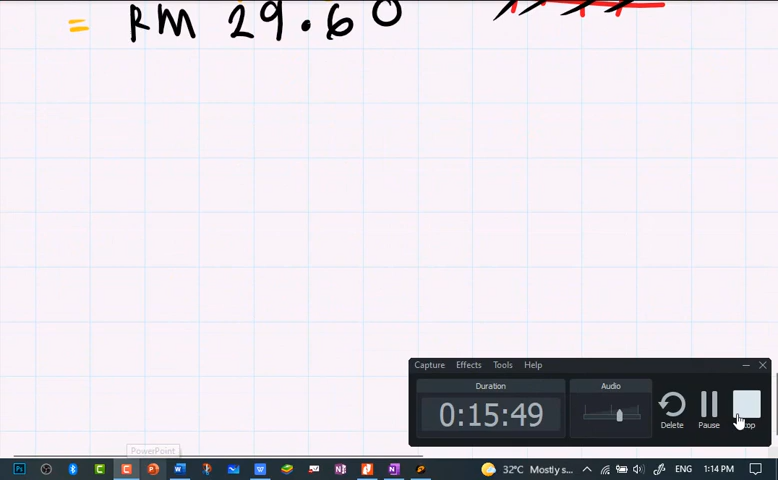 = RM 29.60
Capture Effects Tools Help
Duration Audio
0:15:49
Delete Pause Stop
PowerPoint
32°C Mostly s... ENG 1:14 PM